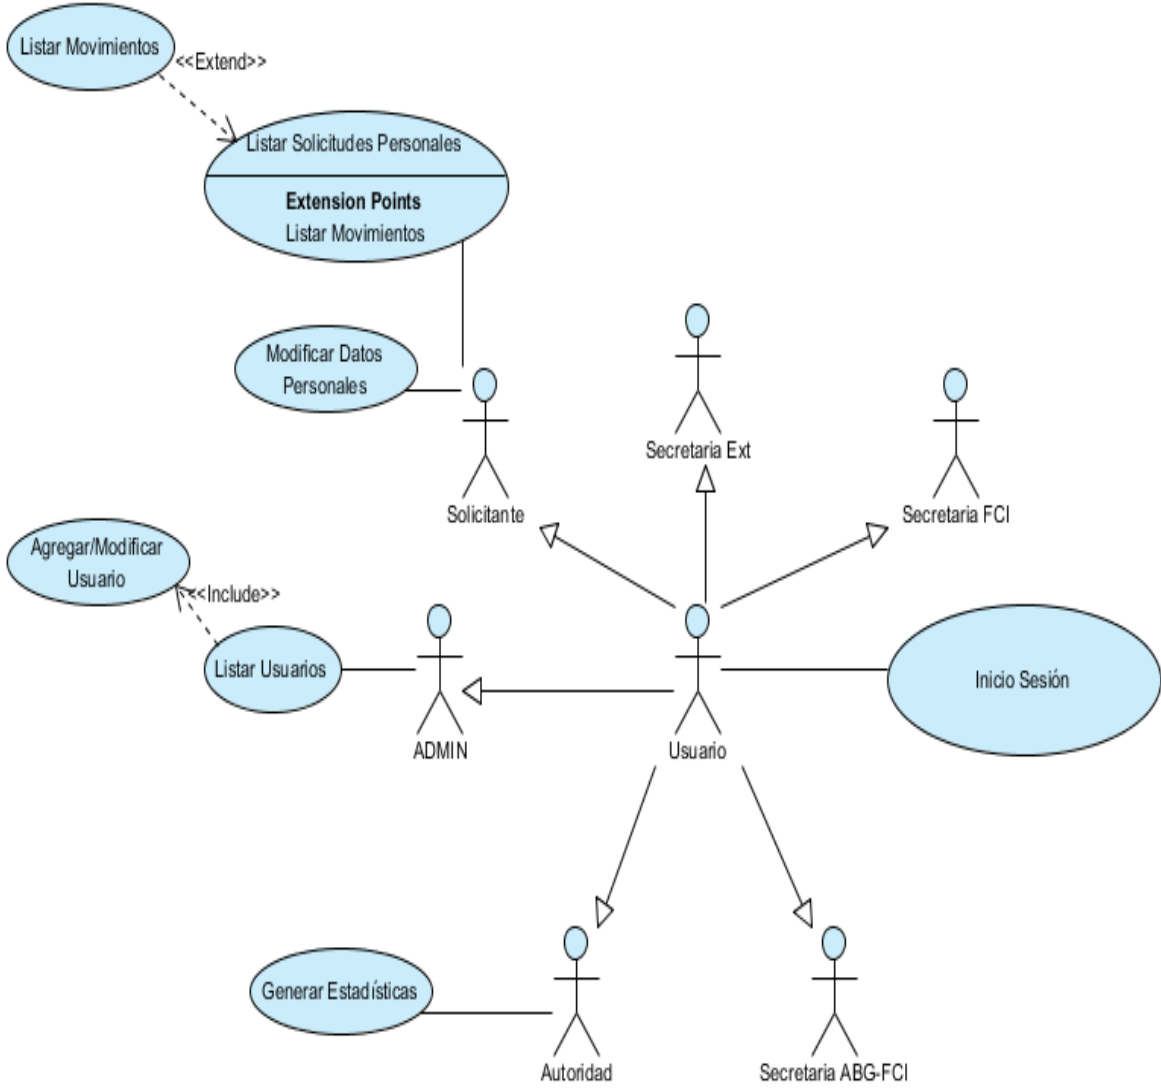 Listar Movimientos
<<Extend>>
Listar Solicitudes Personales
Extension Points
Listar Movimientos
Modificar Datos
Personales
Solicitante
Secretaria Ext
Secretaria FCI
Agregar/Modificar
Usuario
<<Include>>
Listar Usuarios
ADMIN
Usuario
Inicio Sesión
Generar Estadísticas
Autoridad
Secretaria ABG-FCI